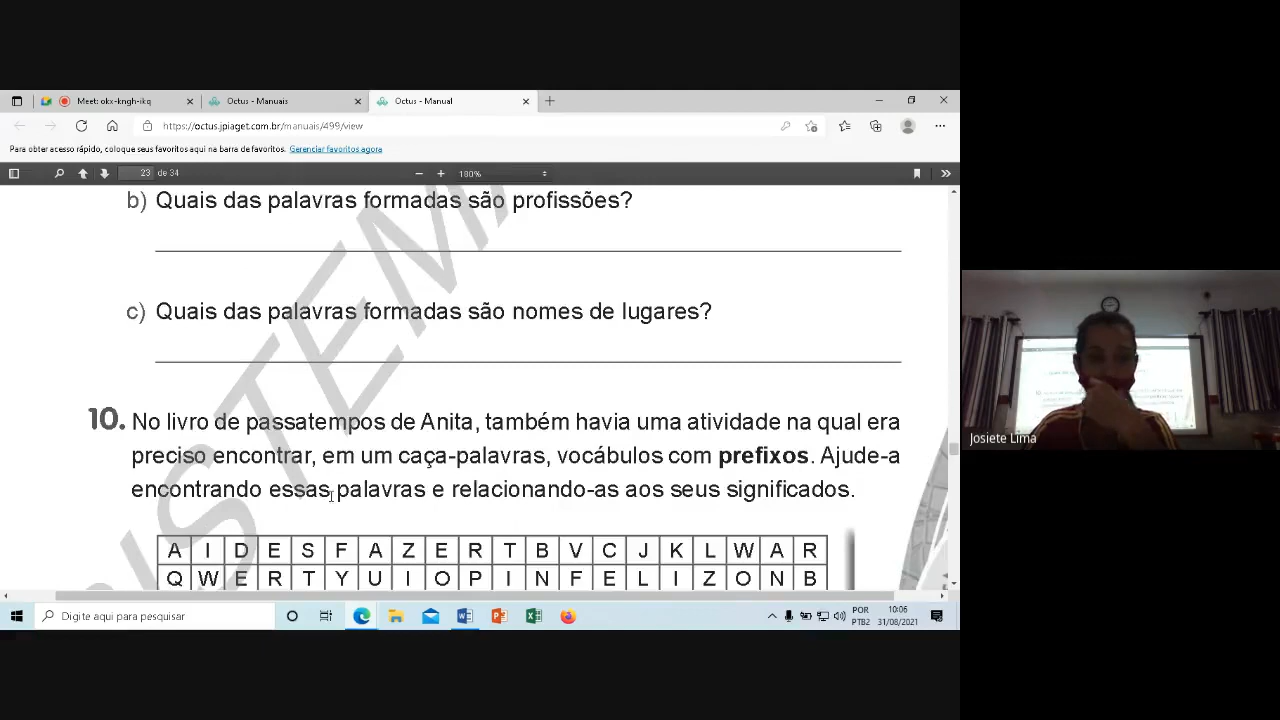 Meet: okx-kngh-ikq
Octus - Manuais
Octus - Manual
https://octus.jpiaget.com.br/manuais/499/view
Para obter acesso rápido, coloque seus favoritos aqui na barra de favoritos. Gerenciar favoritos agora
23 de 34
180%
b) Quais das palavras formadas são profissões?
c) Quais das palavras formadas são nomes de lugares?
10. No livro de passatempos de Anita, também havia uma atividade na qual era
preciso encontrar, em um caça-palavras, vocábulos com prefixos. Ajude-a
encontrando essas palavras e relacionando-as aos seus significados.
A I D E S F A Z E R T B V C J K L W A R
Q W E R T Y U I O P I N F E L I Z O N B
ISTEM
Josiete Lima
Digite aqui para pesquisar
POR
PTB2
10:06
31/08/2021